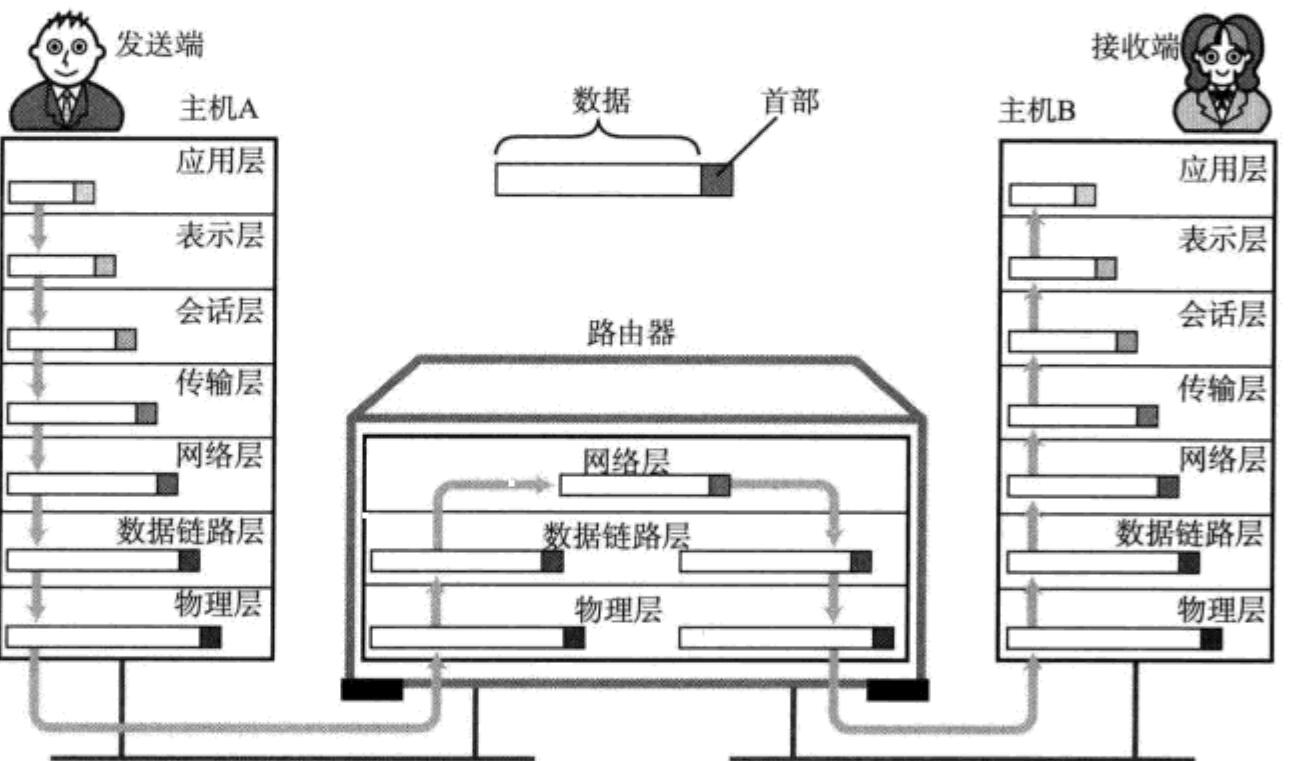 发送端
接收端
主机A
数据
首部
主机B
应用层
表示层
会话层
传输层
网络层
数据链路层
物理层
路由器
网络层
数据链路层
物理层
应用层
表示层
会话层
传输层
网络层
数据链路层
物理层